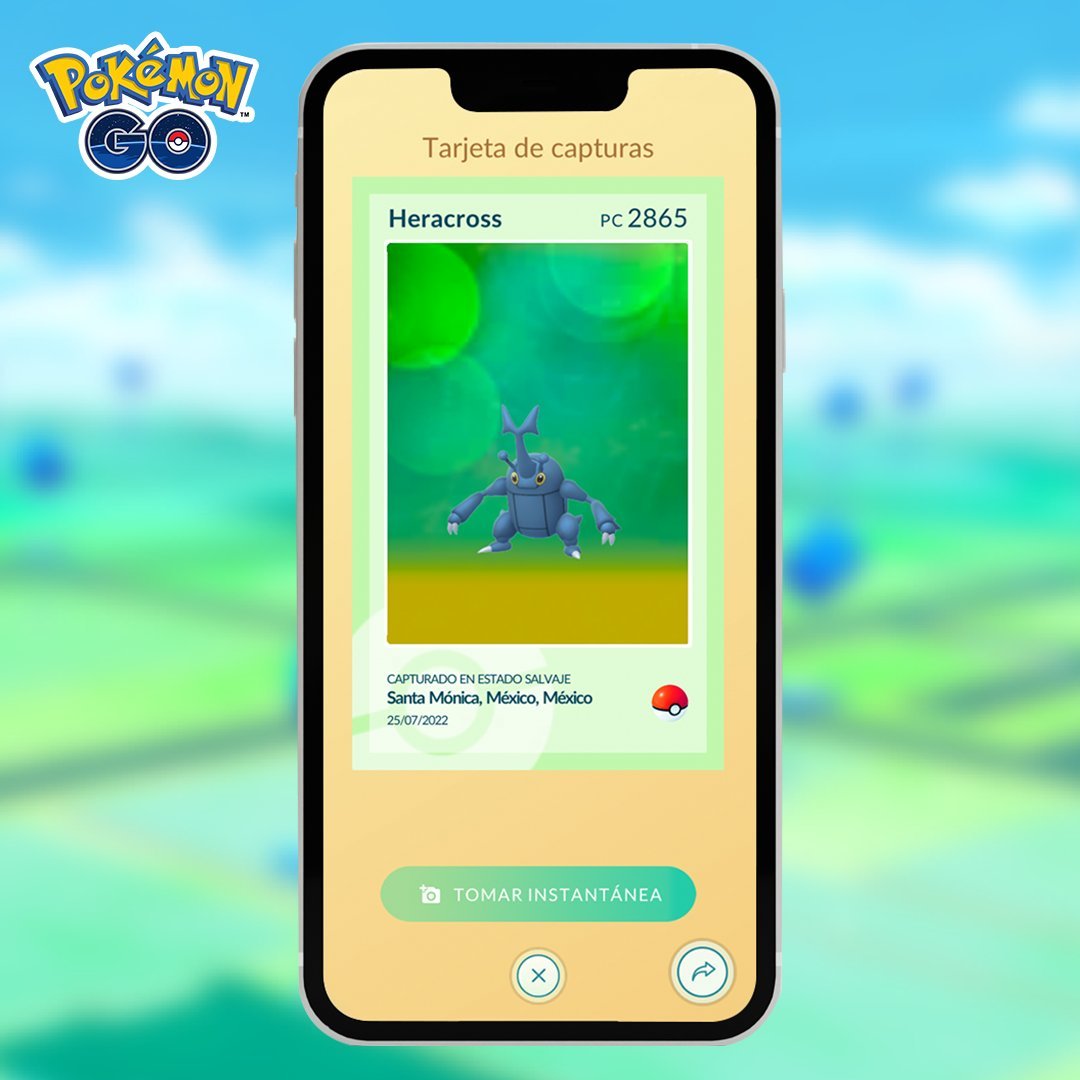 POKÉMON
GO
TM
Tarjeta de capturas
Heracross PC 2865
CAPTURADO EN ESTADO SALVAJE
Santa Mónica, México, México
25/07/2022
TOMAR INSTANTÁNEA